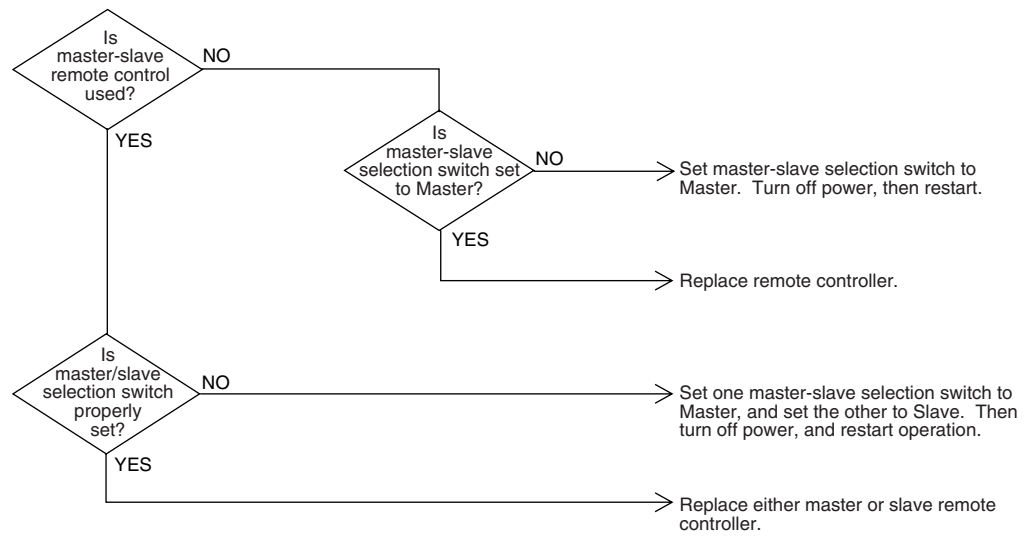 Is
master-slave
remote control
used?
NO
YES
Is
master-slave
selection switch set
to Master?
NO
Set master-slave selection switch to
Master. Turn off power, then restart.
YES
Replace remote controller.
Is
master/slave
selection switch
properly
set?
NO
Set one master-slave selection switch to
Master, and set the other to Slave. Then
turn off power, and restart operation.
YES
Replace either master or slave remote
controller.